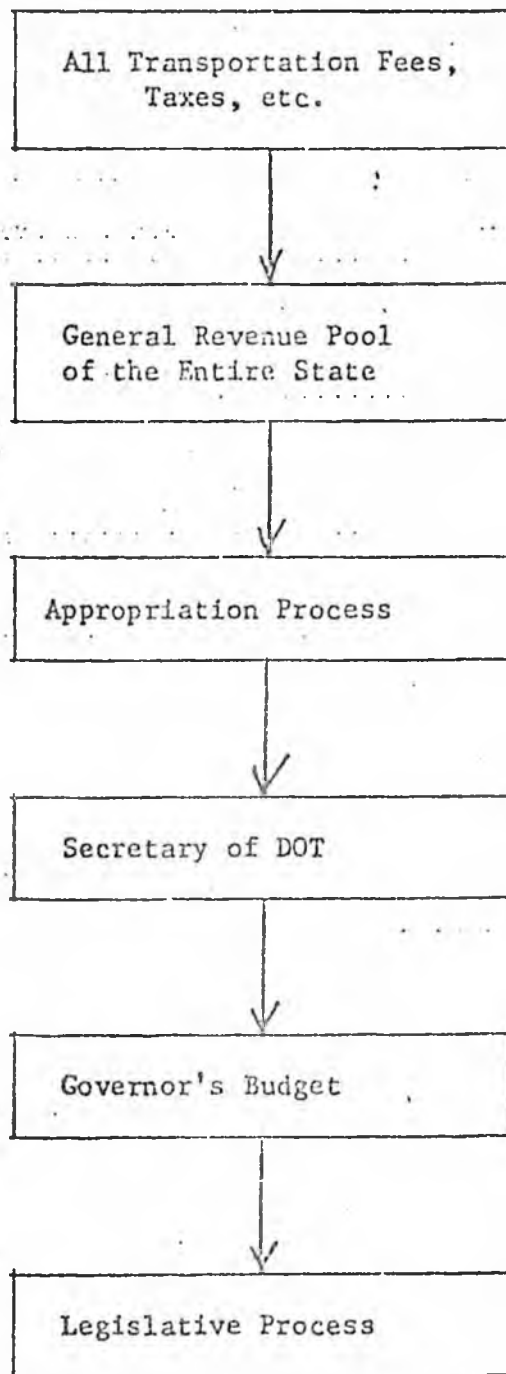 All Transportation Fees,
Taxes, etc.
General Revenue Pool
of the Entire State
Appropriation Process
Secretary of DOT
Governor's Budget
Legislative Process